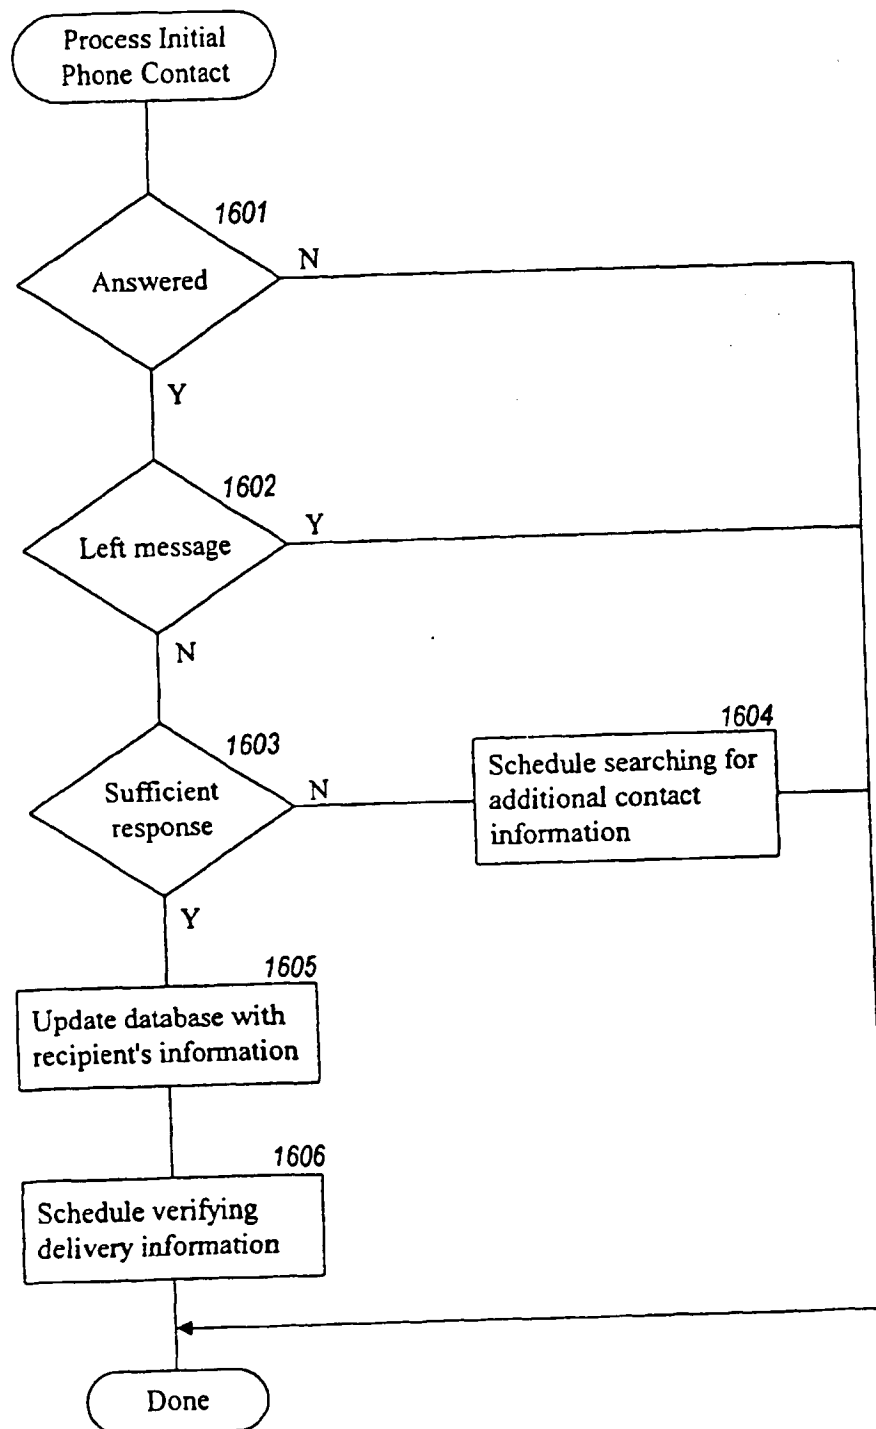 Process Initial
Phone Contact
1601
Answered
N
Y
1602
Left message
Y
N
1603
Sufficient
response
N
1604
Schedule searching for
additional contact
information
Y
1605
Update database with
recipient's information
1606
Schedule verifying
delivery information
Done